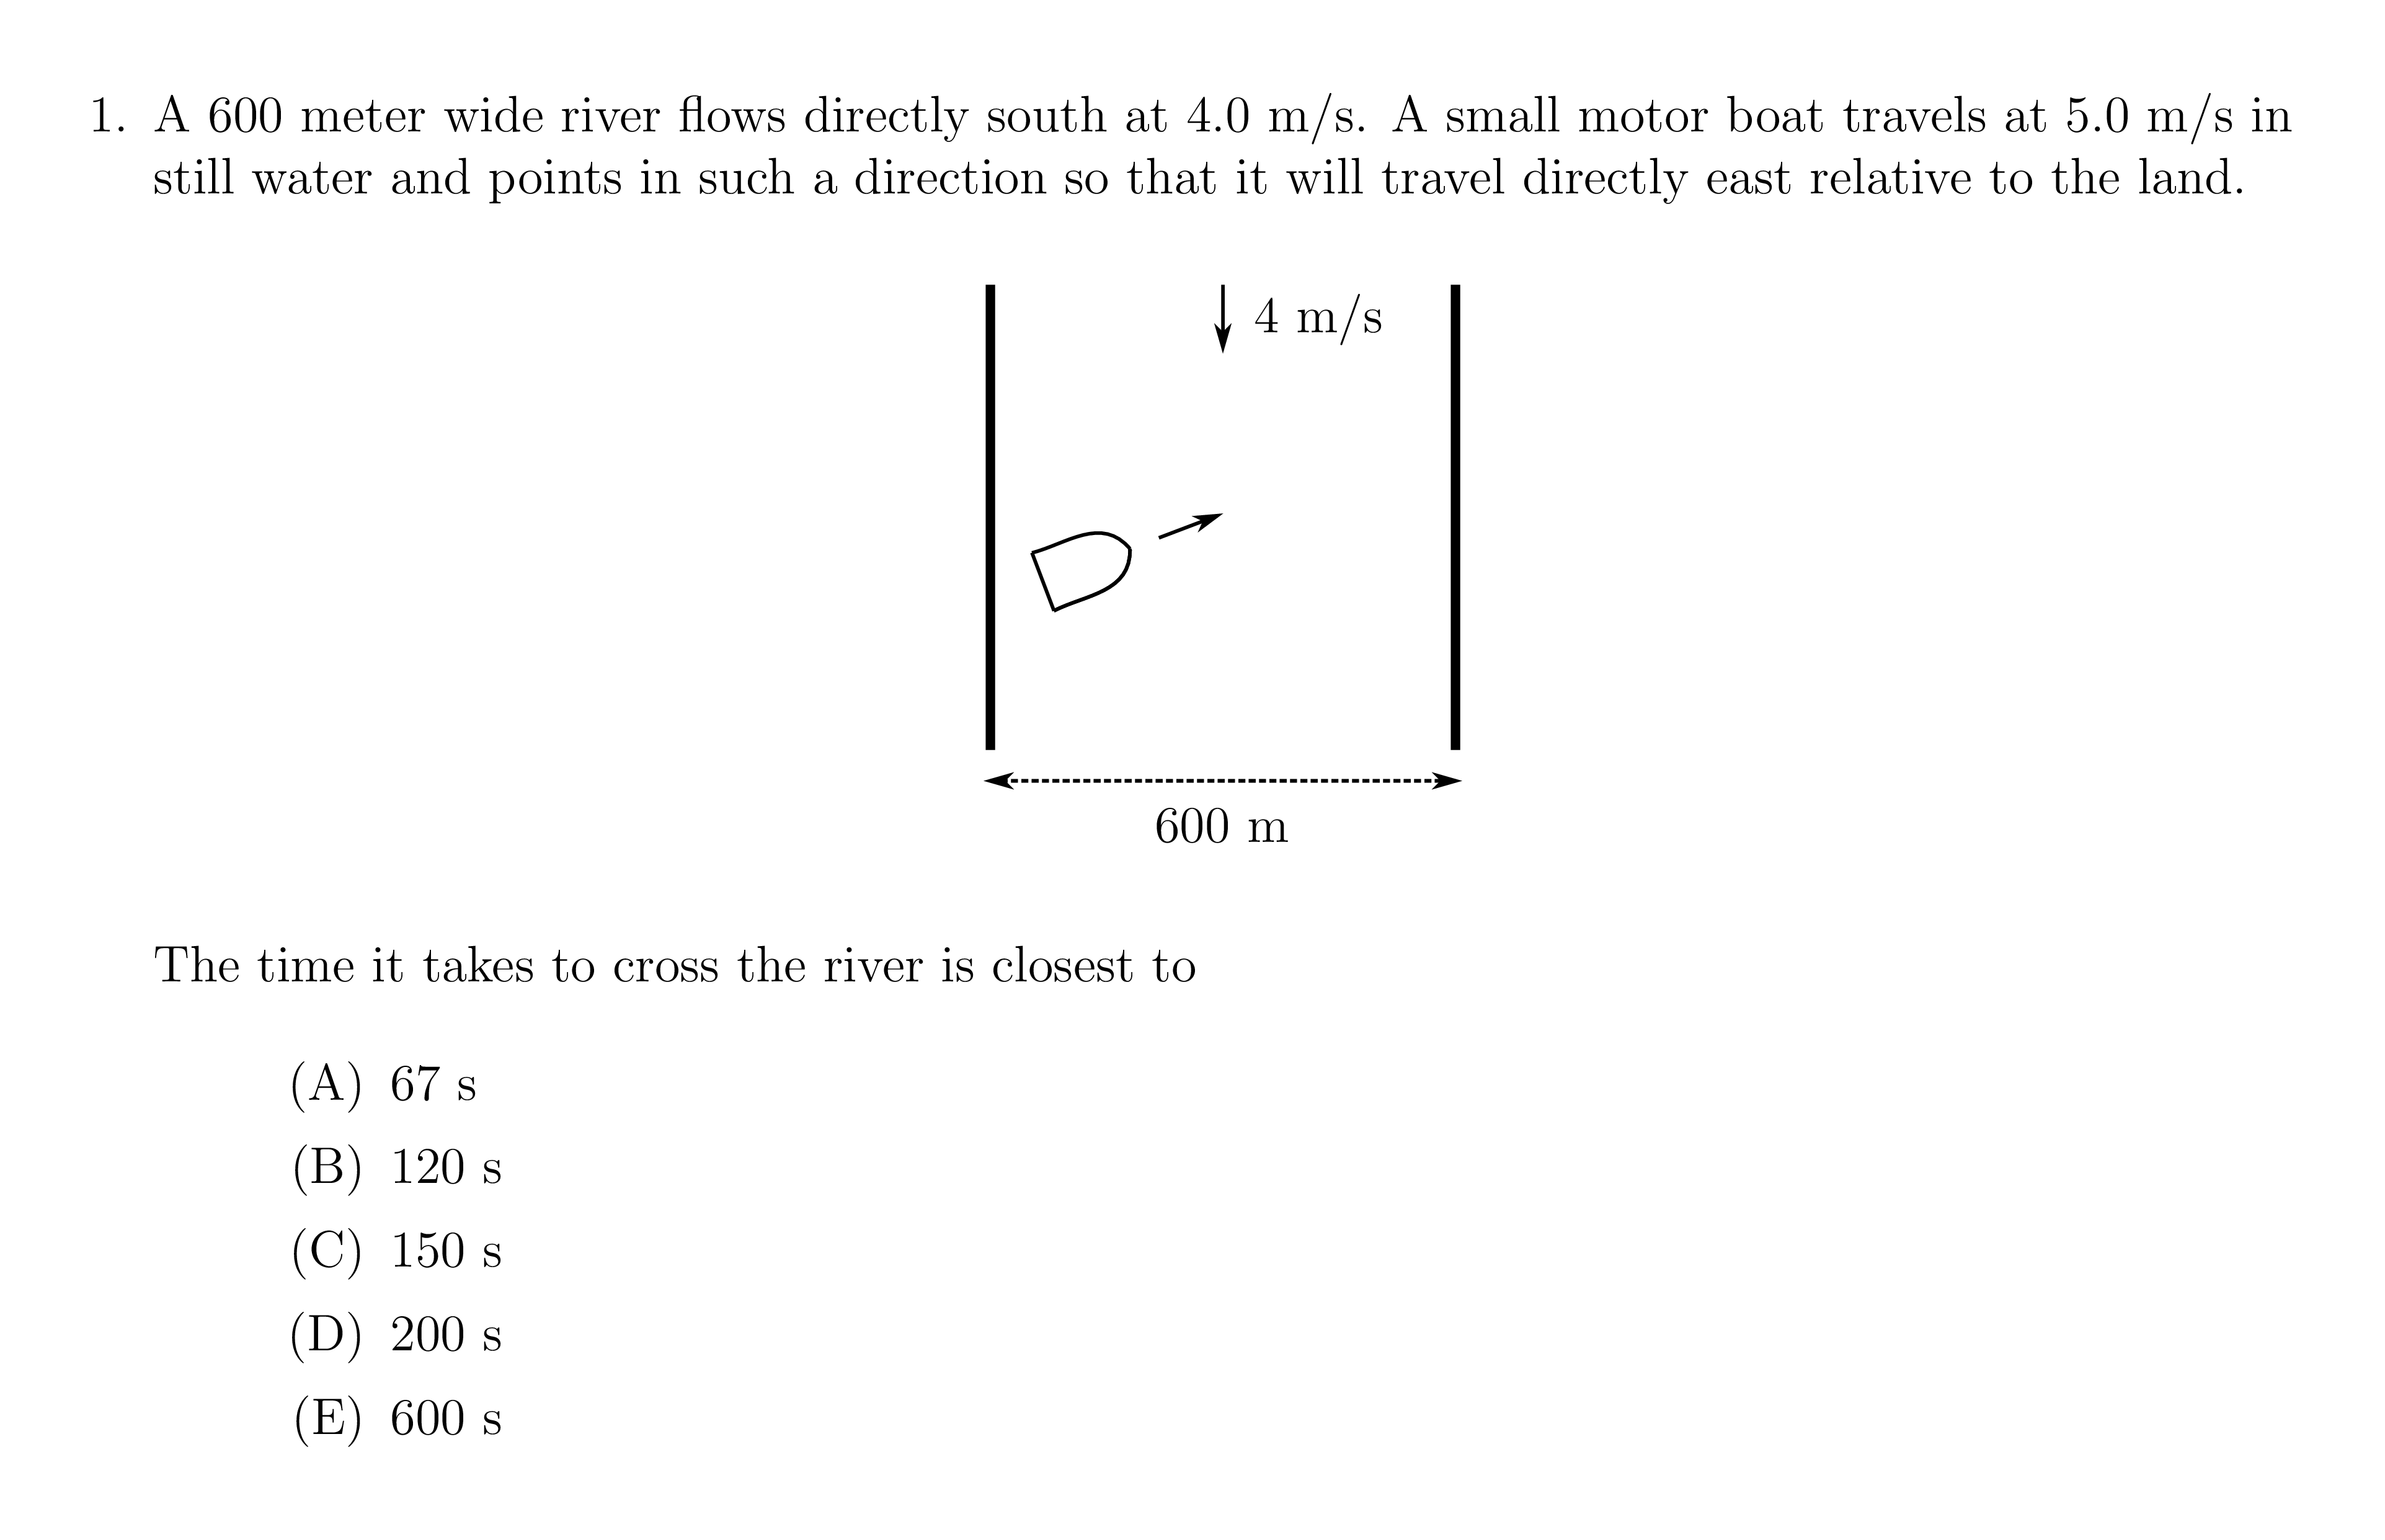 1. A 600 meter wide river flows directly south at 4.0 m/s. A small motor boat travels at 5.0 m/s in
still water and points in such a direction so that it will travel directly east relative to the land.
4 m/s
600 m
The time it takes to cross the river is closest to
(A) 67 s
(B) 120 s
(C) 150 s
(D) 200 s
(E) 600 s